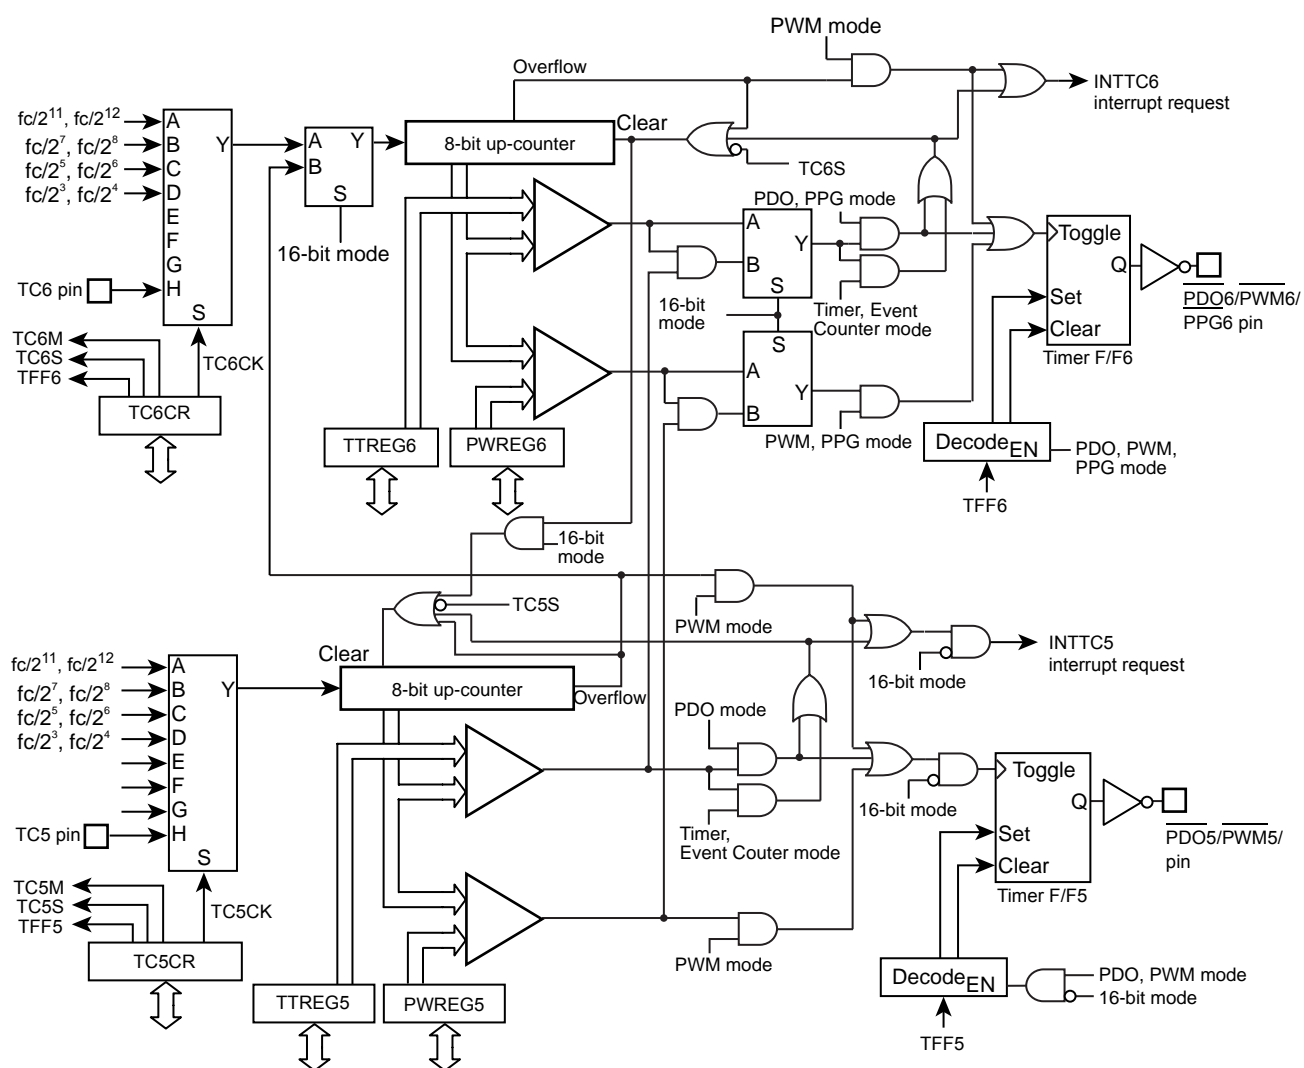 PWM mode
Overflow
INTTC6
interrupt request
fc/2¹¹, fc/2¹²
fc/2⁷, fc/2⁸
fc/2⁵, fc/2⁶
fc/2³, fc/2⁴
A
B
C
D
E
F
G
H
S
Y
TC6 pin
A
B
Y
S
16-bit mode
8-bit up-counter
Clear
TC6S
PDO, PPG mode
A
B
Y
S
16-bit
mode
Timer, Event
Counter mode
S
A
B
Y
PWM, PPG mode
Toggle
Q
Set
Clear
Timer F/F6
PDO6/PWM6/
PPG6 pin
TC6M
TC6S
TFF6
TC6CK
TC6CR
TTREG6
PWREG6
Decode
EN
PDO, PWM,
PPG mode
TFF6
16-bit
mode
TC5S
PWM mode
INTTC5
interrupt request
16-bit mode
Clear
8-bit up-counter
Overflow
fc/2¹¹, fc/2¹²
fc/2⁷, fc/2⁸
fc/2⁵, fc/2⁶
fc/2³, fc/2⁴
A
B
C
D
E
F
G
H
S
Y
TC5 pin
PDO mode
Timer,
Event Couter mode
16-bit mode
Toggle
Q
Set
Clear
Timer F/F5
PDO5/PWM5/
pin
TC5M
TC5S
TFF5
TC5CK
TC5CR
TTREG5
PWREG5
PWM mode
Decode
EN
PDO, PWM mode
16-bit mode
TFF5